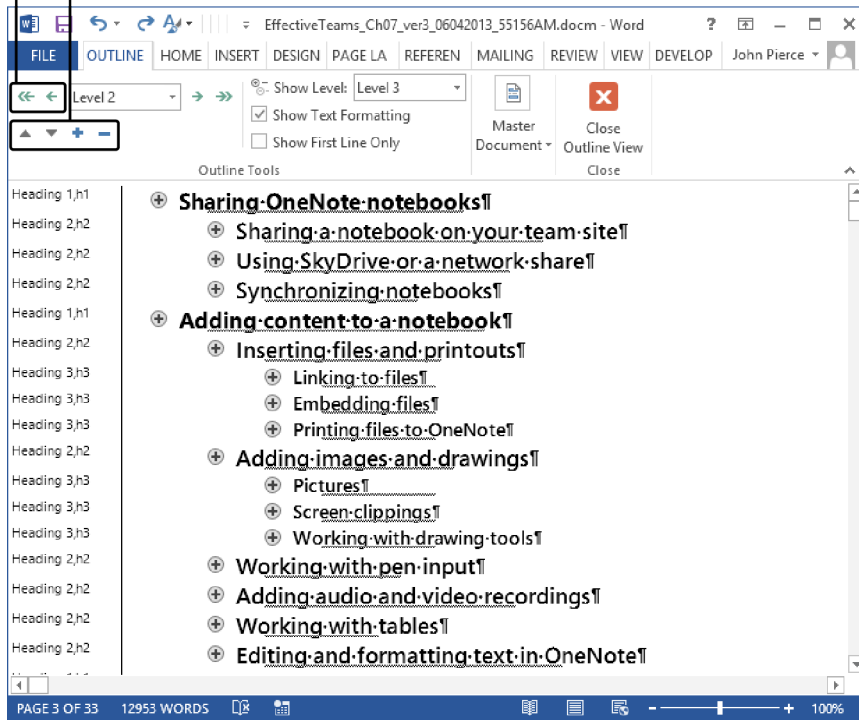 EffectiveTeams_Ch07_ver3_06042013_55156AM.docm - Word
FILE OUTLINE HOME INSERT DESIGN PAGE LA REFEREN MAILING REVIEW VIEW DEVELOP John Pierce
Level 2
Show Level: Level 3
Show Text Formatting
Show First Line Only
Master Document
Close Outline View
Outline Tools
Close
Heading 1,h1 Sharing·OneNote·notebooks¶
Heading 2,h2 Sharing·a·notebook·on·your·team·site¶
Heading 2,h2 Using·SkyDrive·or·a·network·share¶
Heading 2,h2 Synchronizing·notebooks¶
Heading 1,h1 Adding·content·to·a·notebook¶
Heading 2,h2 Inserting·files·and·printouts¶
Heading 3,h3 Linking·to·files¶
Heading 3,h3 Embedding·files¶
Heading 3,h3 Printing·files·to·OneNote¶
Heading 2,h2 Adding·images·and·drawings¶
Heading 3,h3 Pictures¶
Heading 3,h3 Screen·clippings¶
Heading 3,h3 Working·with·drawing·tools¶
Heading 2,h2 Working·with·pen·input¶
Heading 2,h2 Adding·audio·and·video·recordings¶
Heading 2,h2 Working·with·tables¶
Heading 2,h2 Editing·and·formatting·text·in·OneNote¶
PAGE 3 OF 33 12953 WORDS 100%